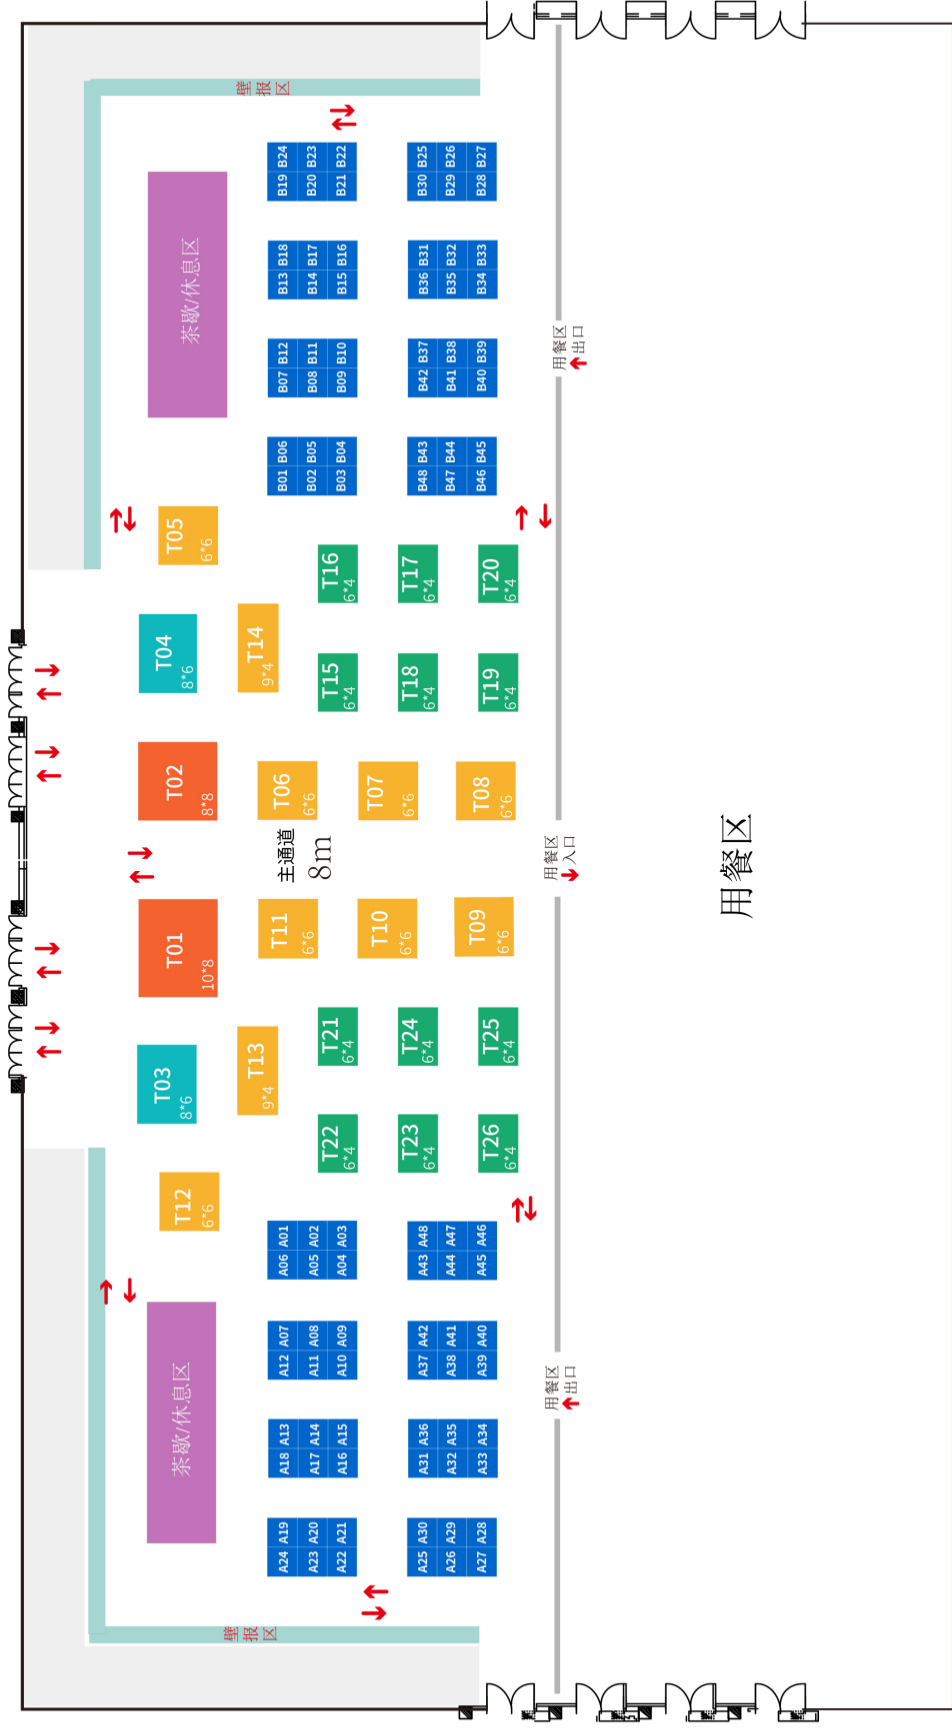 壁报区
茶歇/休息区
B19 B24
B20 B23
B21 B22
B30 B25
B29 B26
B28 B27
B13 B18
B14 B17
B15 B16
B36 B31
B35 B32
B34 B33
B07 B12
B08 B11
B09 B10
B42 B37
B41 B38
B40 B39
B01 B06
B02 B05
B03 B04
B48 B43
B47 B44
B46 B45
用餐区
出口
T05
6*6
T04
8*6
T14
9*4
T16
6*4
T17
6*4
T20
6*4
T15
6*4
T18
6*4
T19
6*4
T02
8*8
T06
6*6
T07
6*6
T08
6*6
主通道
8m
用餐区
入口
用餐区
T01
10*8
T11
6*6
T10
6*6
T09
6*6
T03
8*6
T13
9*4
T21
6*4
T24
6*4
T25
6*4
T22
6*4
T23
6*4
T26
6*4
T12
6*6
A06 A01
A05 A02
A04 A03
A43 A48
A44 A47
A45 A46
茶歇/休息区
A12 A07
A11 A08
A10 A09
A37 A42
A38 A41
A39 A40
用餐区
出口
A18 A13
A17 A14
A16 A15
A31 A36
A32 A35
A33 A34
A24 A19
A23 A20
A22 A21
A25 A30
A26 A29
A27 A28
壁报区